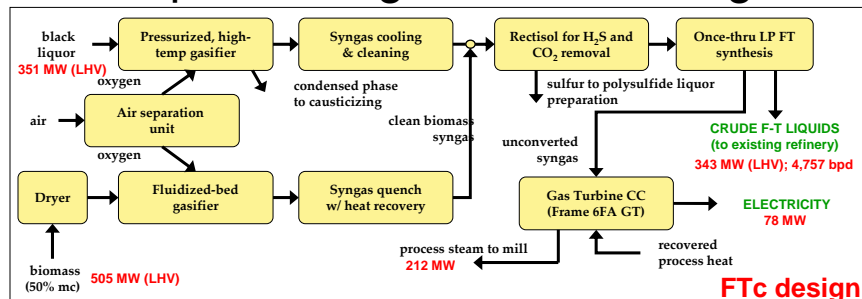 black
liquor
351 MW (LHV)
Pressurized, high-
temp gasifier
Syngas cooling
& cleaning
Rectisol for H2S and
CO2 removal
Once-thru LP FT
synthesis
oxygen
condensed phase
to causticizing
sulfur to polysulfide liquor
preparation
air
Air separation
unit
clean biomass
syngas
CRUDE F-T LIQUIDS
(to existing refinery)
343 MW (LHV); 4,757 bpd
oxygen
unconverted
syngas
Dryer
Fluidized-bed
gasifier
Syngas quench
w/ heat recovery
Gas Turbine CC
(Frame 6FA GT)
ELECTRICITY
78 MW
biomass
(50% mc)
505 MW (LHV)
process steam to mill
212 MW
recovered
process heat
FTc design